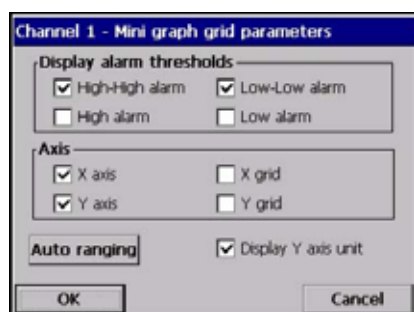 Channel 1 - Mini graph grid parameters
Display alarm thresholds
High-High alarm Low-Low alarm
High alarm Low alarm
Axis
X axis X grid
Y axis Y grid
Auto ranging Display Y axis unit
OK Cancel